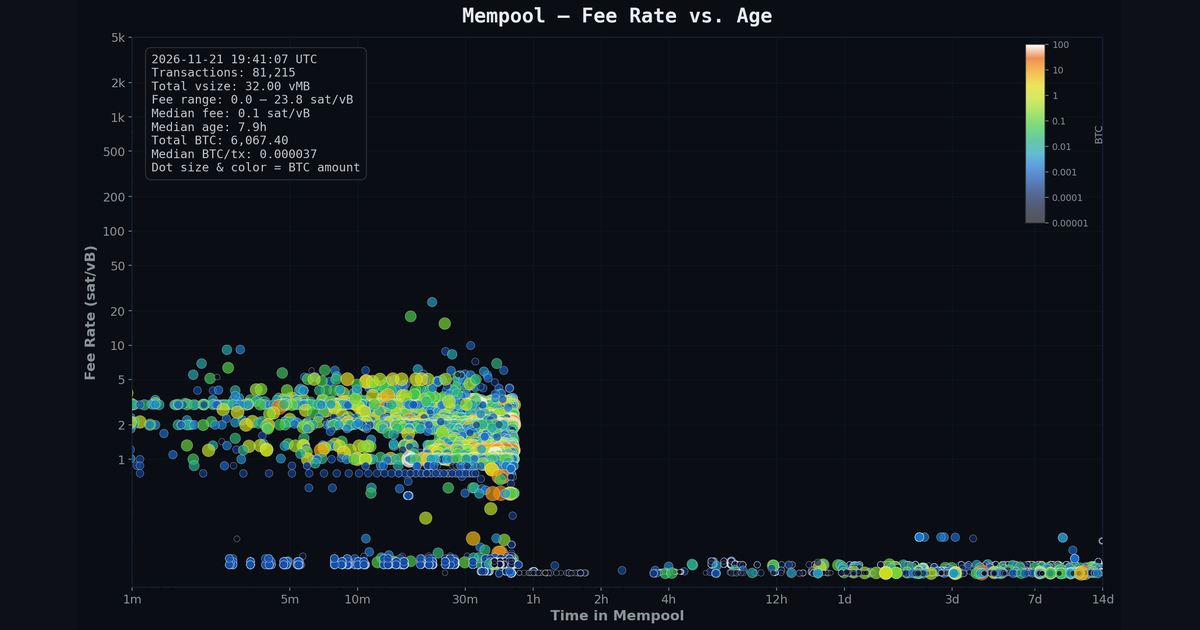 Mempool — Fee Rate vs. Age
2026-11-21 19:41:07 UTC
Transactions: 81,215
Total vsize: 32.00 vMB
Fee range: 0.0 – 23.8 sat/vB
Median fee: 0.1 sat/vB
Median age: 7.9h
Total BTC: 6,067.40
Median BTC/tx: 0.000037
Dot size & color = BTC amount
100
10
1
0.1
0.01
0.001
0.0001
0.00001
BTC
Fee Rate (sat/vB)
5k
2k
1k
500
200
100
50
20
10
5
2
1
1m
5m
10m
30m
1h
2h
4h
12h
1d
3d
7d
14d
Time in Mempool